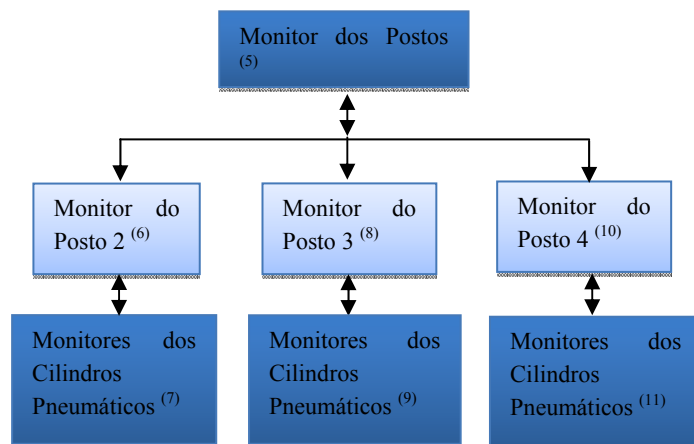 Monitor dos Postos
(5)
Monitor do
Posto 2 (6)
Monitor do
Posto 3 (8)
Monitor do
Posto 4 (10)
Monitores dos
Cilindros
Pneumáticos (7)
Monitores dos
Cilindros
Pneumáticos (9)
Monitores dos
Cilindros
Pneumáticos (11)